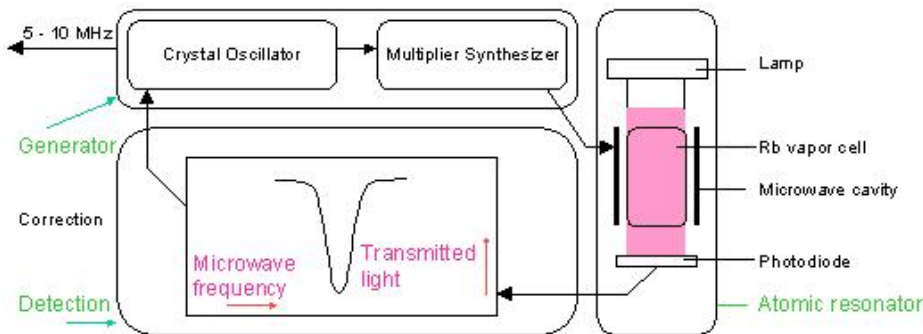 5 - 10 MHz
Crystal Oscillator
Multiplier Synthesizer
Generator
Lamp
Rb vapor cell
Microwave cavity
Photodiode
Atomic resonator
Correction
Microwave
frequency
Transmitted
light
Detection